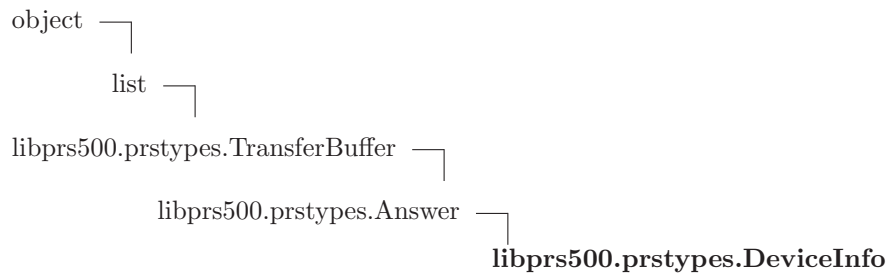 object
list
libprs500.prstypes.TransferBuffer
libprs500.prstypes.Answer
libprs500.prstypes.DeviceInfo